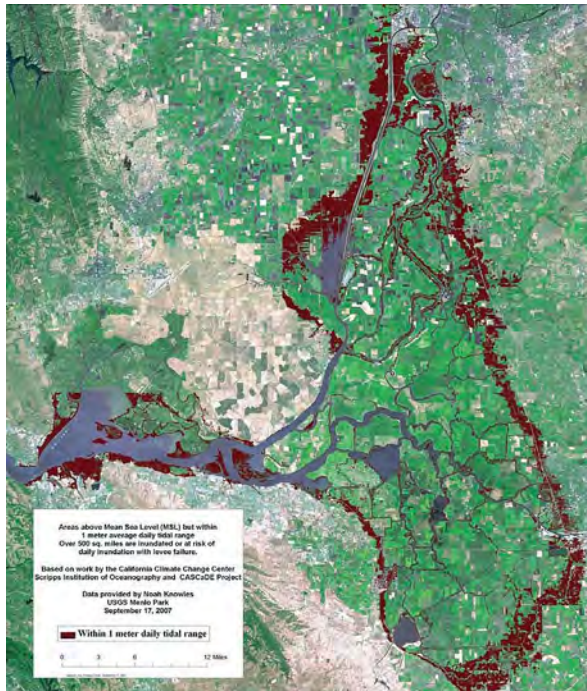 Areas above Mean Sea Level (MSL) but within
1 meter average daily tidal range
Over 500 sq. miles are inundated or at risk of
daily inundation with levee failure.
Based on work by the California Climate Change Center
Scripps Institution of Oceanography and CASCaDE Project
Data provided by Noah Knowles
USGS Menlo Park
September 17, 2007
Within 1 meter daily tidal range
0 3 6 12 Miles